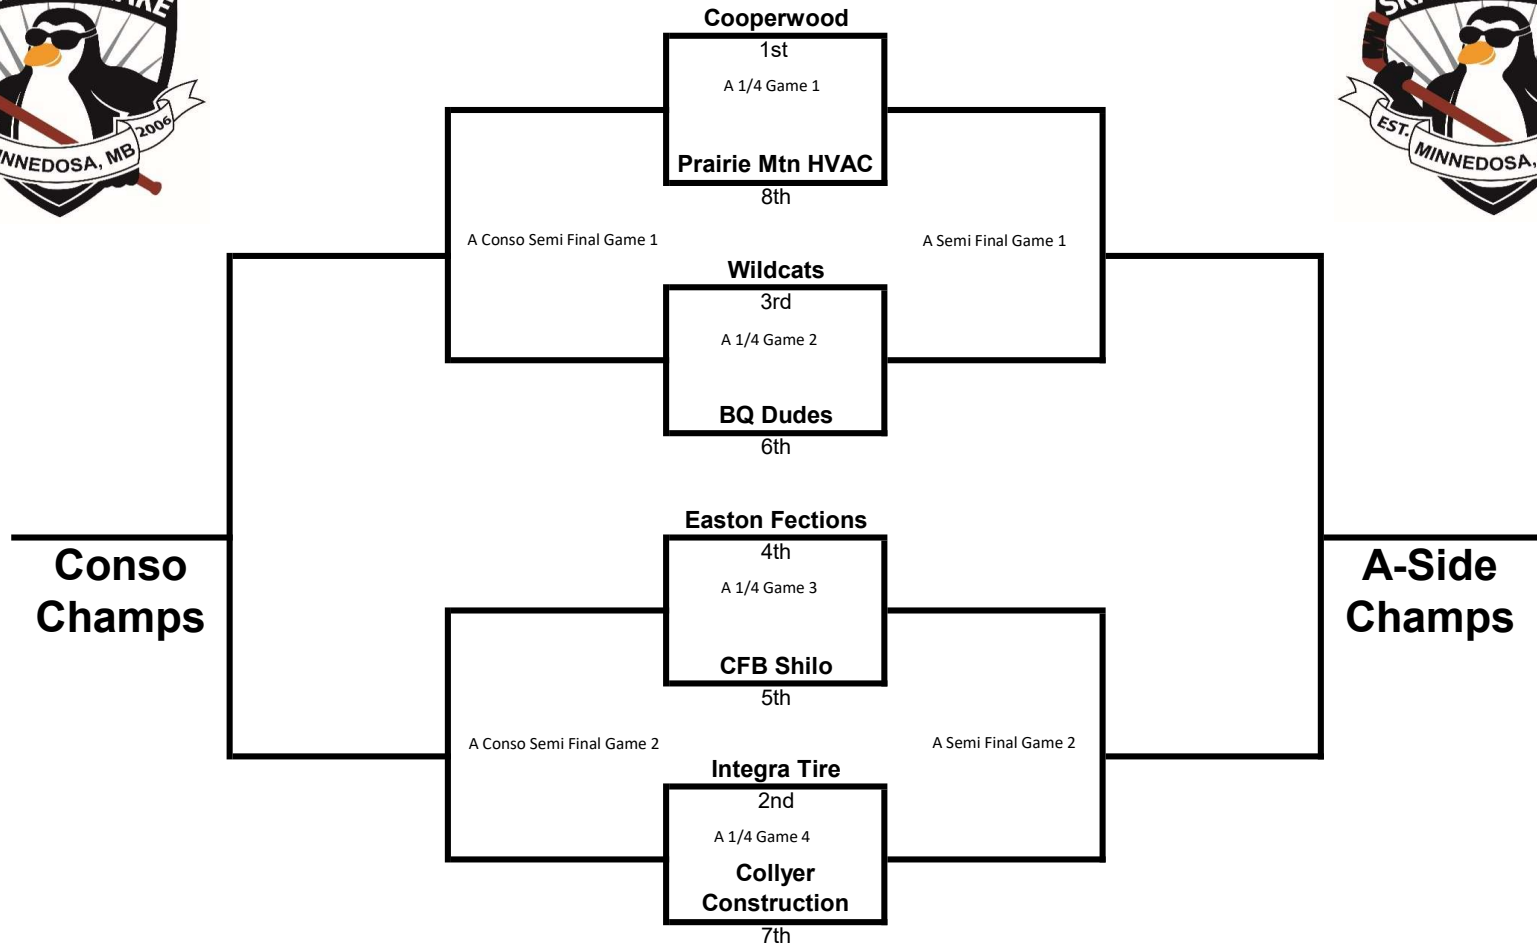 2006
MINNEDOSA, MB
EST.
MINNEDOSA,
Cooperwood
1st
A 1/4 Game 1
Prairie Mtn HVAC
8th
A Conso Semi Final Game 1
A Semi Final Game 1
Wildcats
3rd
A 1/4 Game 2
BQ Dudes
6th
Easton Fections
4th
A 1/4 Game 3
CFB Shilo
5th
Conso
Champs
A-Side
Champs
A Conso Semi Final Game 2
A Semi Final Game 2
Integra Tire
2nd
A 1/4 Game 4
Collyer
Construction
7th